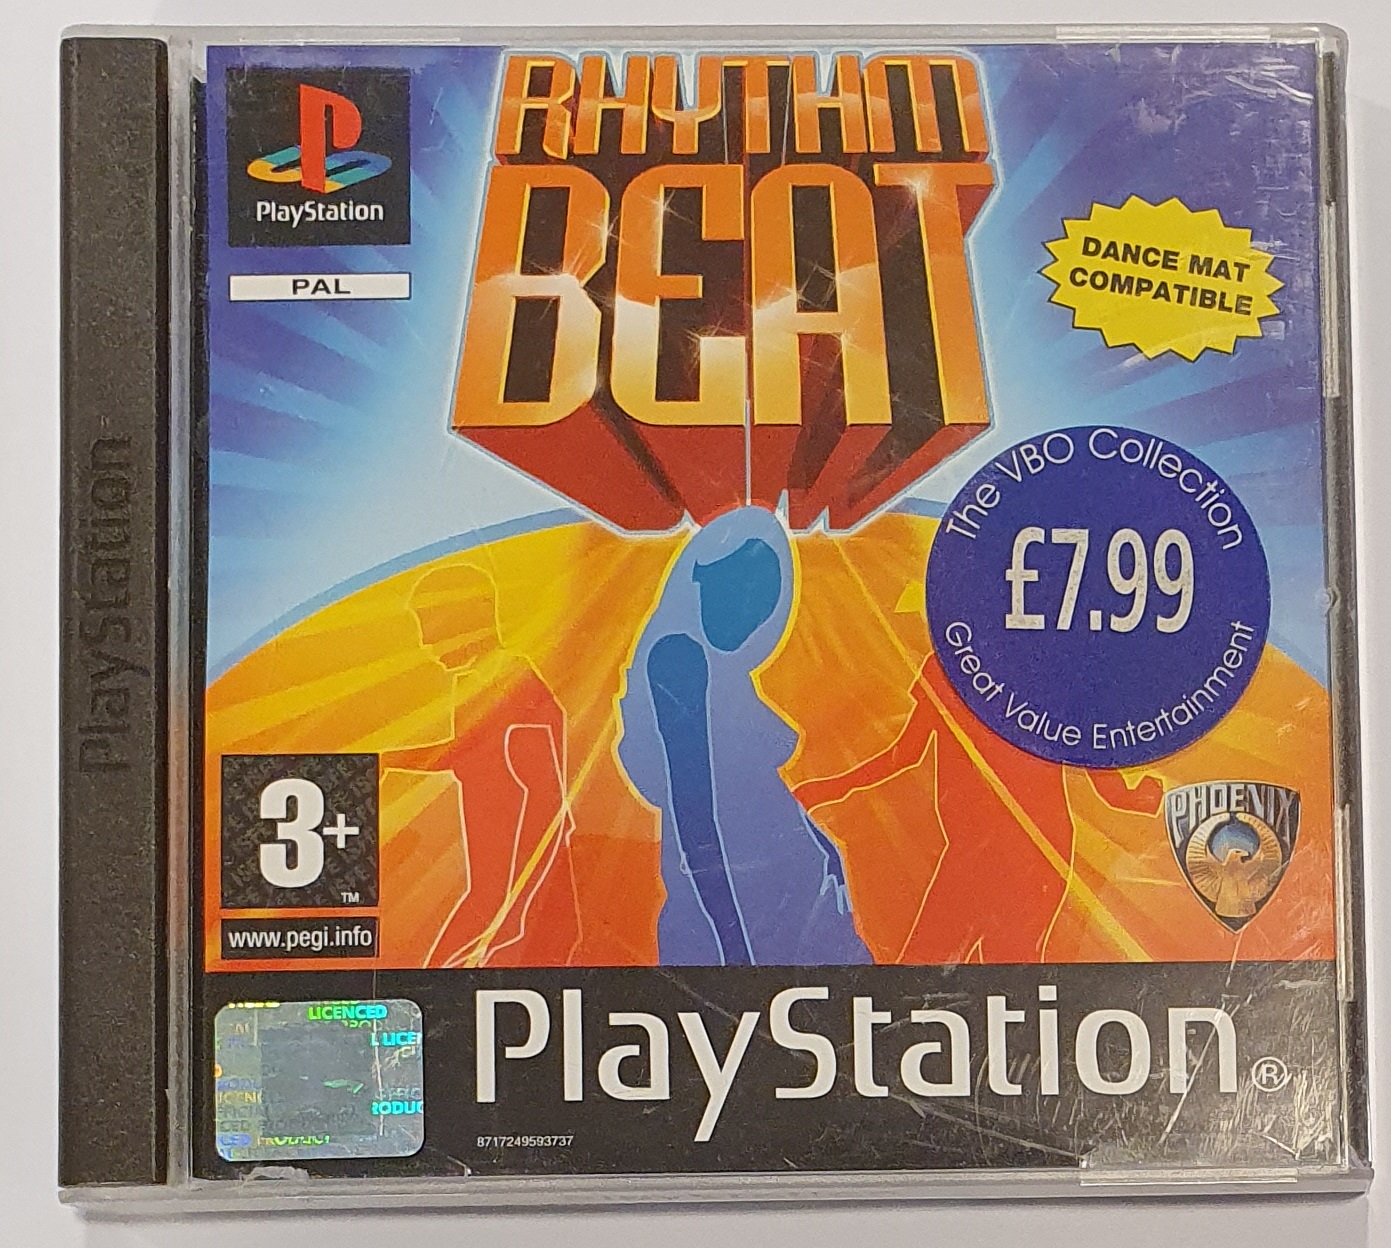 RHYTHM
BEAT
PlayStation
PAL
DANCE MAT
COMPATIBLE
The VBO Collection
£7.99
Great Value Entertainment
PlayStation
3+
TM
www.pegi.info
PHOENIX
LICENCED
PlayStation®
8717249593737